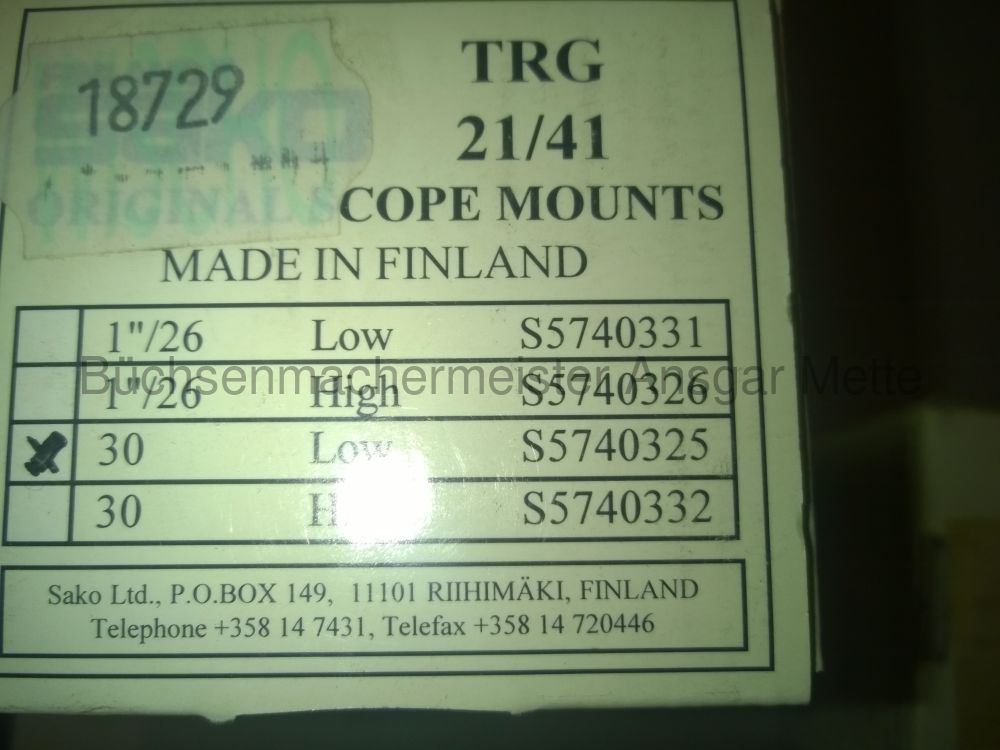 18729
TRG
21/41
ORIGINAL SCOPE MOUNTS
MADE IN FINLAND
1"/26 Low S5740331
Büchsenmachermeister Ansgar Mette
1"/26 High S5740326
30 Low S5740325
30 H S5740332
Sako Ltd., P.O.BOX 149, 11101 RIIHIMÄKI, FINLAND
Telephone +358 14 7431, Telefax +358 14 720446